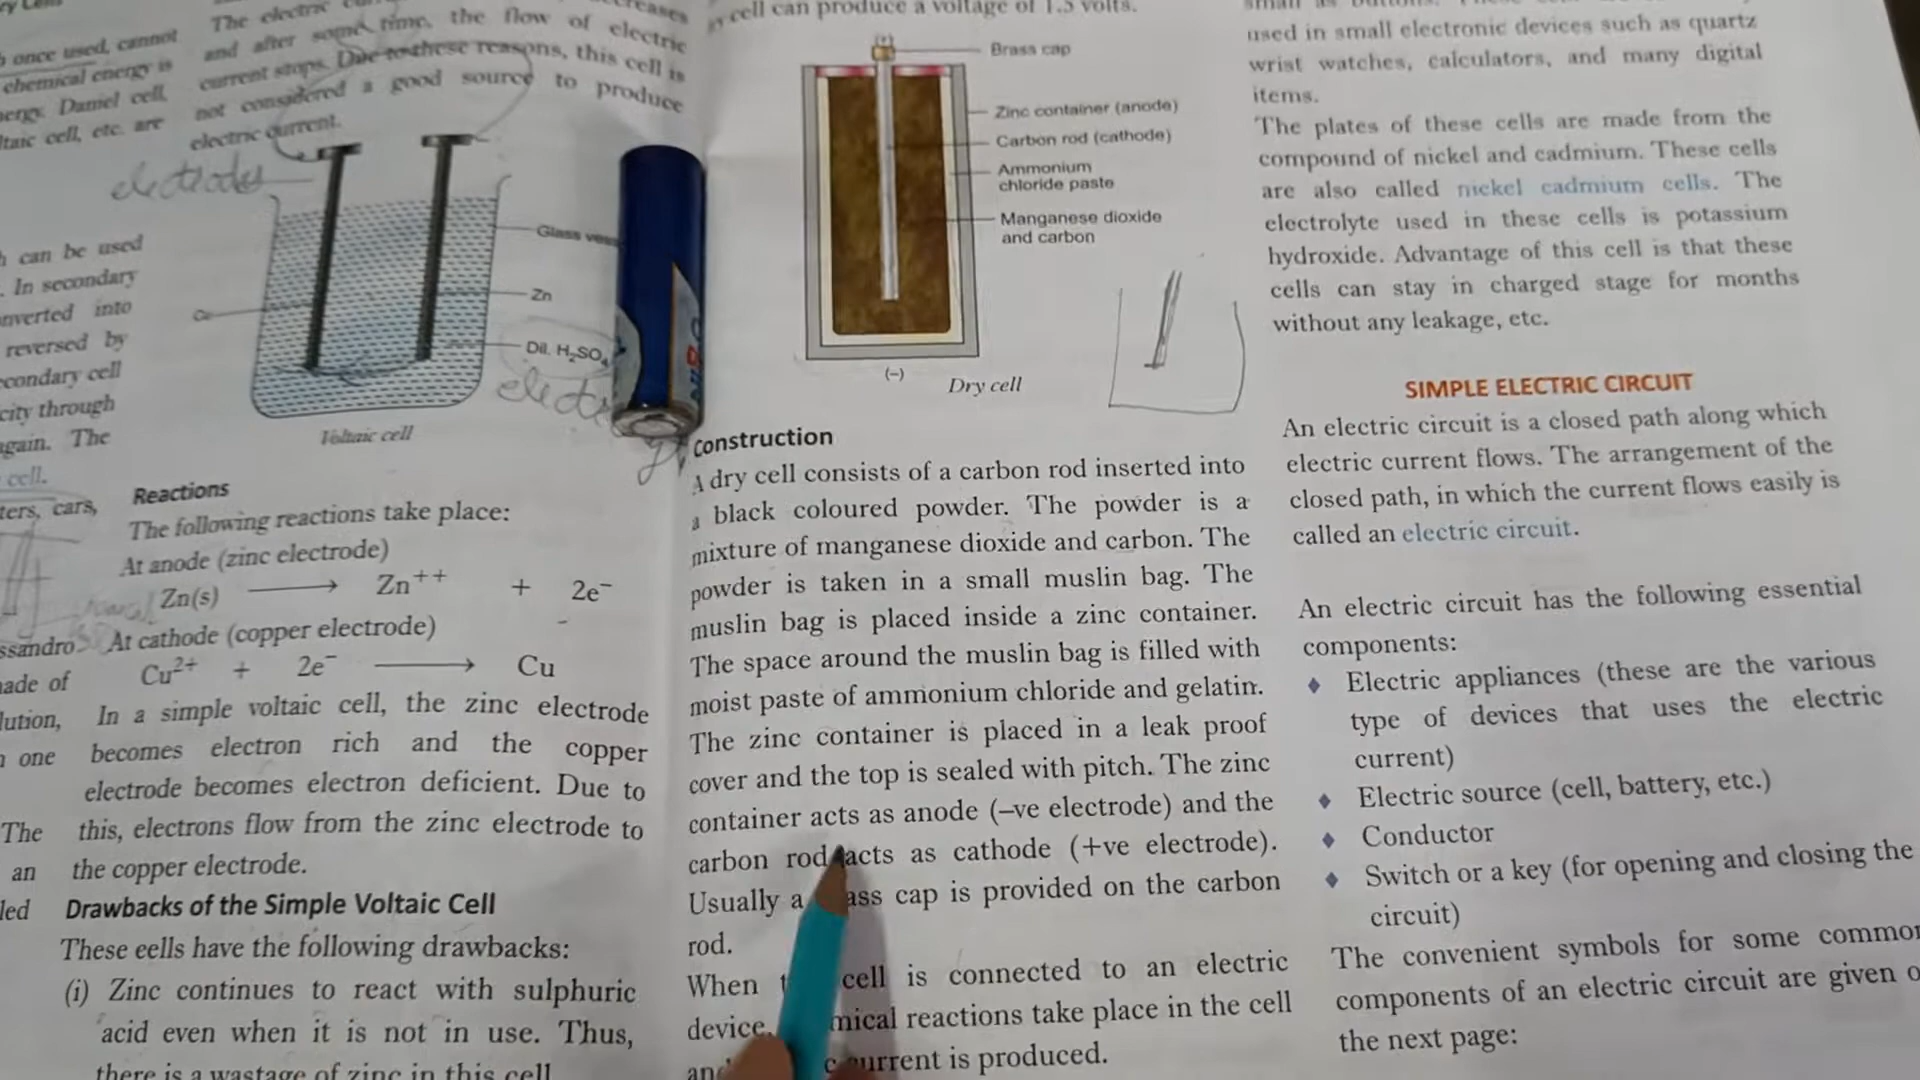 once used, cannot
chemical energy is
Daniel cell,
etc. are
can be used
. In secondary
into
reversed by
cell
city through
again. The
cell.
cars,
made of
one
The
an
The electric
and after some time, the flow of electric
current stops. Due to these reasons, this cell is
not considered a good source to produce
electric current.
electrodes
Glass
Zn
Cu
Dil. H₂SO₄
Voltaic cell
Reactions
The following reactions take place:
At anode (zinc electrode)
Zn(s) ⟶ Zn⁺⁺ + 2e⁻
At cathode (copper electrode)
Cu²⁺ + 2e⁻ ⟶ Cu
In a simple voltaic cell, the zinc electrode
becomes electron rich and the copper
electrode becomes electron deficient. Due to
this, electrons flow from the zinc electrode to
the copper electrode.
Drawbacks of the Simple Voltaic Cell
These cells have the following drawbacks:
(i) Zinc continues to react with sulphuric
acid even when it is not in use. Thus,
there is a wastage of zinc in this cell
cell can produce a voltage of 1.5 volts.
(+)
Brass cap
Zinc container (anode)
Carbon rod (cathode)
Ammonium
chloride paste
Manganese dioxide
and carbon
(–)
Dry cell
Construction
A dry cell consists of a carbon rod inserted into
a black coloured powder. The powder is a
mixture of manganese dioxide and carbon. The
powder is taken in a small muslin bag. The
muslin bag is placed inside a zinc container.
The space around the muslin bag is filled with
moist paste of ammonium chloride and gelatin.
The zinc container is placed in a leak proof
cover and the top is sealed with pitch. The zinc
container acts as anode (–ve electrode) and the
carbon rod acts as cathode (+ve electrode).
Usually a cap is provided on the carbon
rod.
When cell is connected to an electric
device, reactions take place in the cell
current is produced.
used in small electronic devices such as quartz
wrist watches, calculators, and many digital
items.
The plates of these cells are made from the
compound of nickel and cadmium. These cells
are also called nickel cadmium cells. The
electrolyte used in these cells is potassium
hydroxide. Advantage of this cell is that these
cells can stay in charged stage for months
without any leakage, etc.
SIMPLE ELECTRIC CIRCUIT
An electric circuit is a closed path along which
electric current flows. The arrangement of the
closed path, in which the current flows easily is
called an electric circuit.
An electric circuit has the following essential
components:
♦ Electric appliances (these are the various
type of devices that uses the electric
current)
♦ Electric source (cell, battery, etc.)
♦ Conductor
♦ Switch or a key (for opening and closing the
circuit)
The convenient symbols for some common
components of an electric circuit are given
the next page: